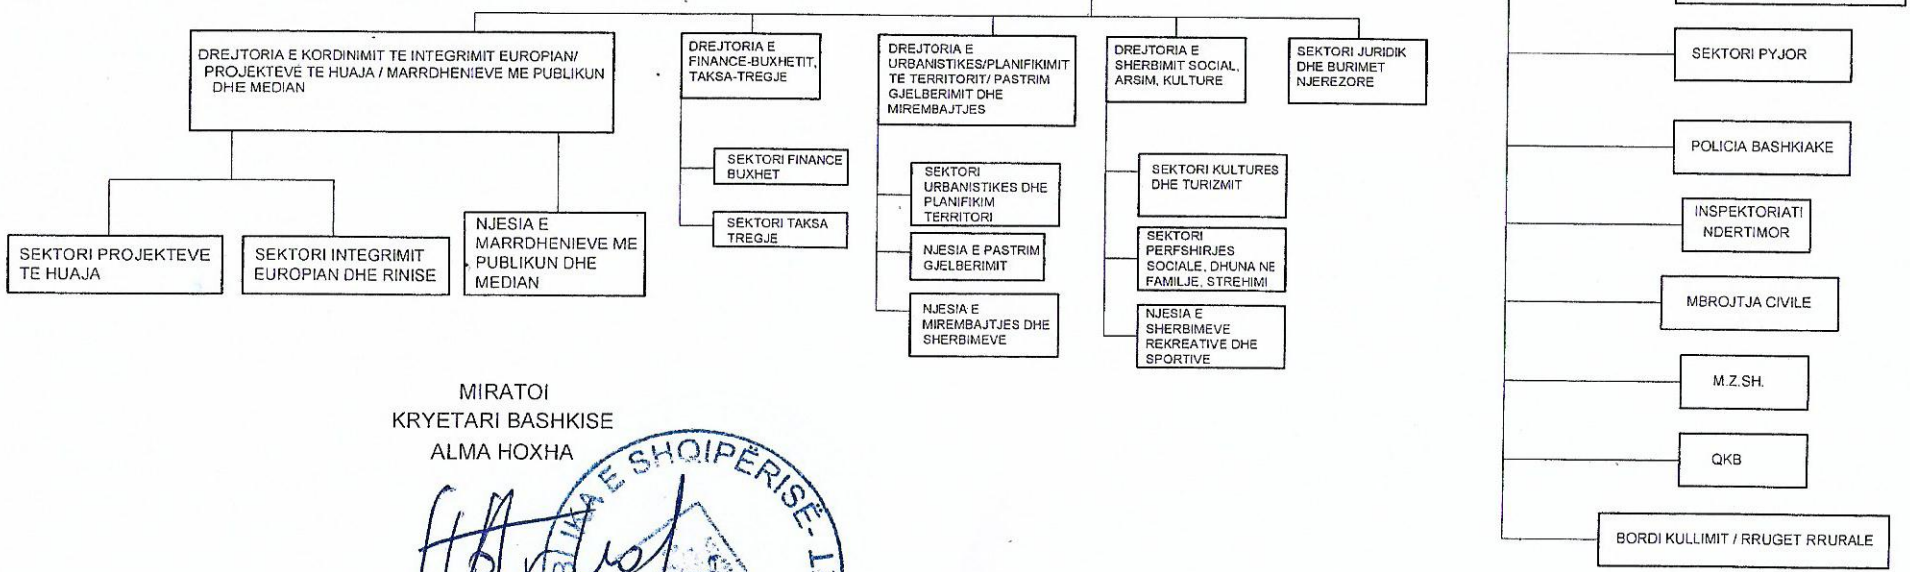 DREJTORIA E KORDINIMIT TE INTEGRIMIT EUROPIAN/
PROJEKTEVE TE HUAJA / MARRDHENIEVE ME PUBLIKUN
DHE MEDIAN
DREJTORIA E
FINANCE-BUXHETIT,
TAKSA-TREGJE
DREJTORIA E
URBANISTIKES/PLANIFIKIMIT
TE TERRITORIT/ PASTRIM
GJELBERIMIT DHE
MIREMBAJTJES
DREJTORIA E
SHERBIMIT SOCIAL,
ARSIM, KULTURE
SEKTORI JURIDIK
DHE BURIMET
NJEREZORE
SEKTORI PROJEKTEVE
TE HUAJA
SEKTORI INTEGRIMIT
EUROPIAN DHE RINISE
NJESIA E
MARRDHENIEVE ME
PUBLIKUN DHE
MEDIAN
SEKTORI FINANCE
BUXHET
SEKTORI TAKSA
TREGJE
SEKTORI
URBANISTIKES DHE
PLANIFIKIM
TERRITORI
NJESIA E PASTRIM
GJELBERIMIT
NJESIA E
MIREMBAJTJES DHE
SHERBIMEVE
SEKTORI KULTURES
DHE TURIZMIT
SEKTORI
PERFSHIRJES
SOCIALE, DHUNA NE
FAMILJE, STREHIMI
NJESIA E
SHERBIMEVE
REKREATIVE DHE
SPORTIVE
SEKTORI PYJOR
POLICIA BASHKIAKE
INSPEKTORIATI
NDERTIMOR
MBROJTJA CIVILE
M.Z.SH.
QKB
BORDI KULLIMIT / RRUGET RRURALE
MIRATOI
KRYETARI BASHKISE
ALMA HOXHA
E SHQIPËRISË-